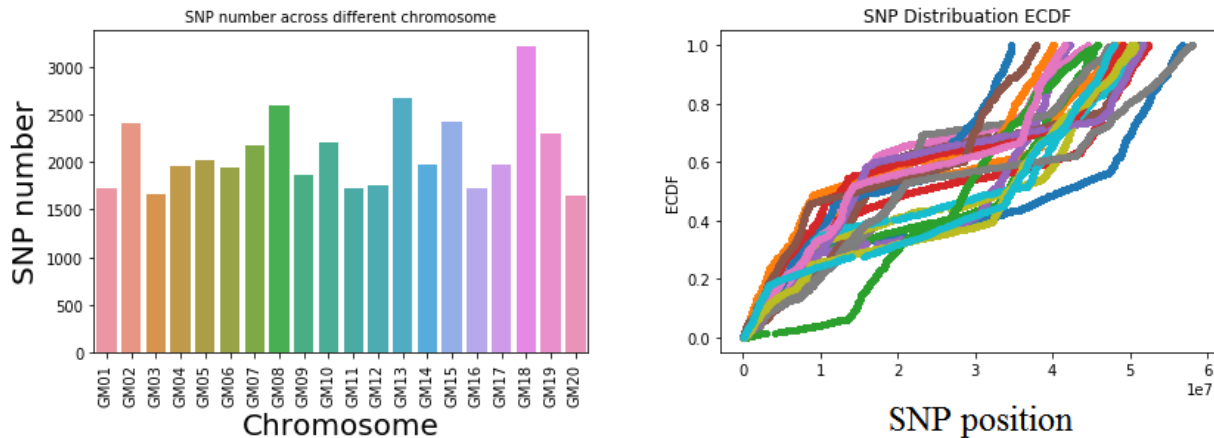 SNP number across different chromosome
SNP number
3000
2500
2000
1500
1000
500
0
GM01
GM02
GM03
GM04
GM05
GM06
GM07
GM08
GM09
GM10
GM11
GM12
GM13
GM14
GM15
GM16
GM17
GM18
GM19
GM20
Chromosome
SNP Distribuation ECDF
ECDF
1.0
0.8
0.6
0.4
0.2
0.0
0 1 2 3 4 5 6
1e7
SNP position